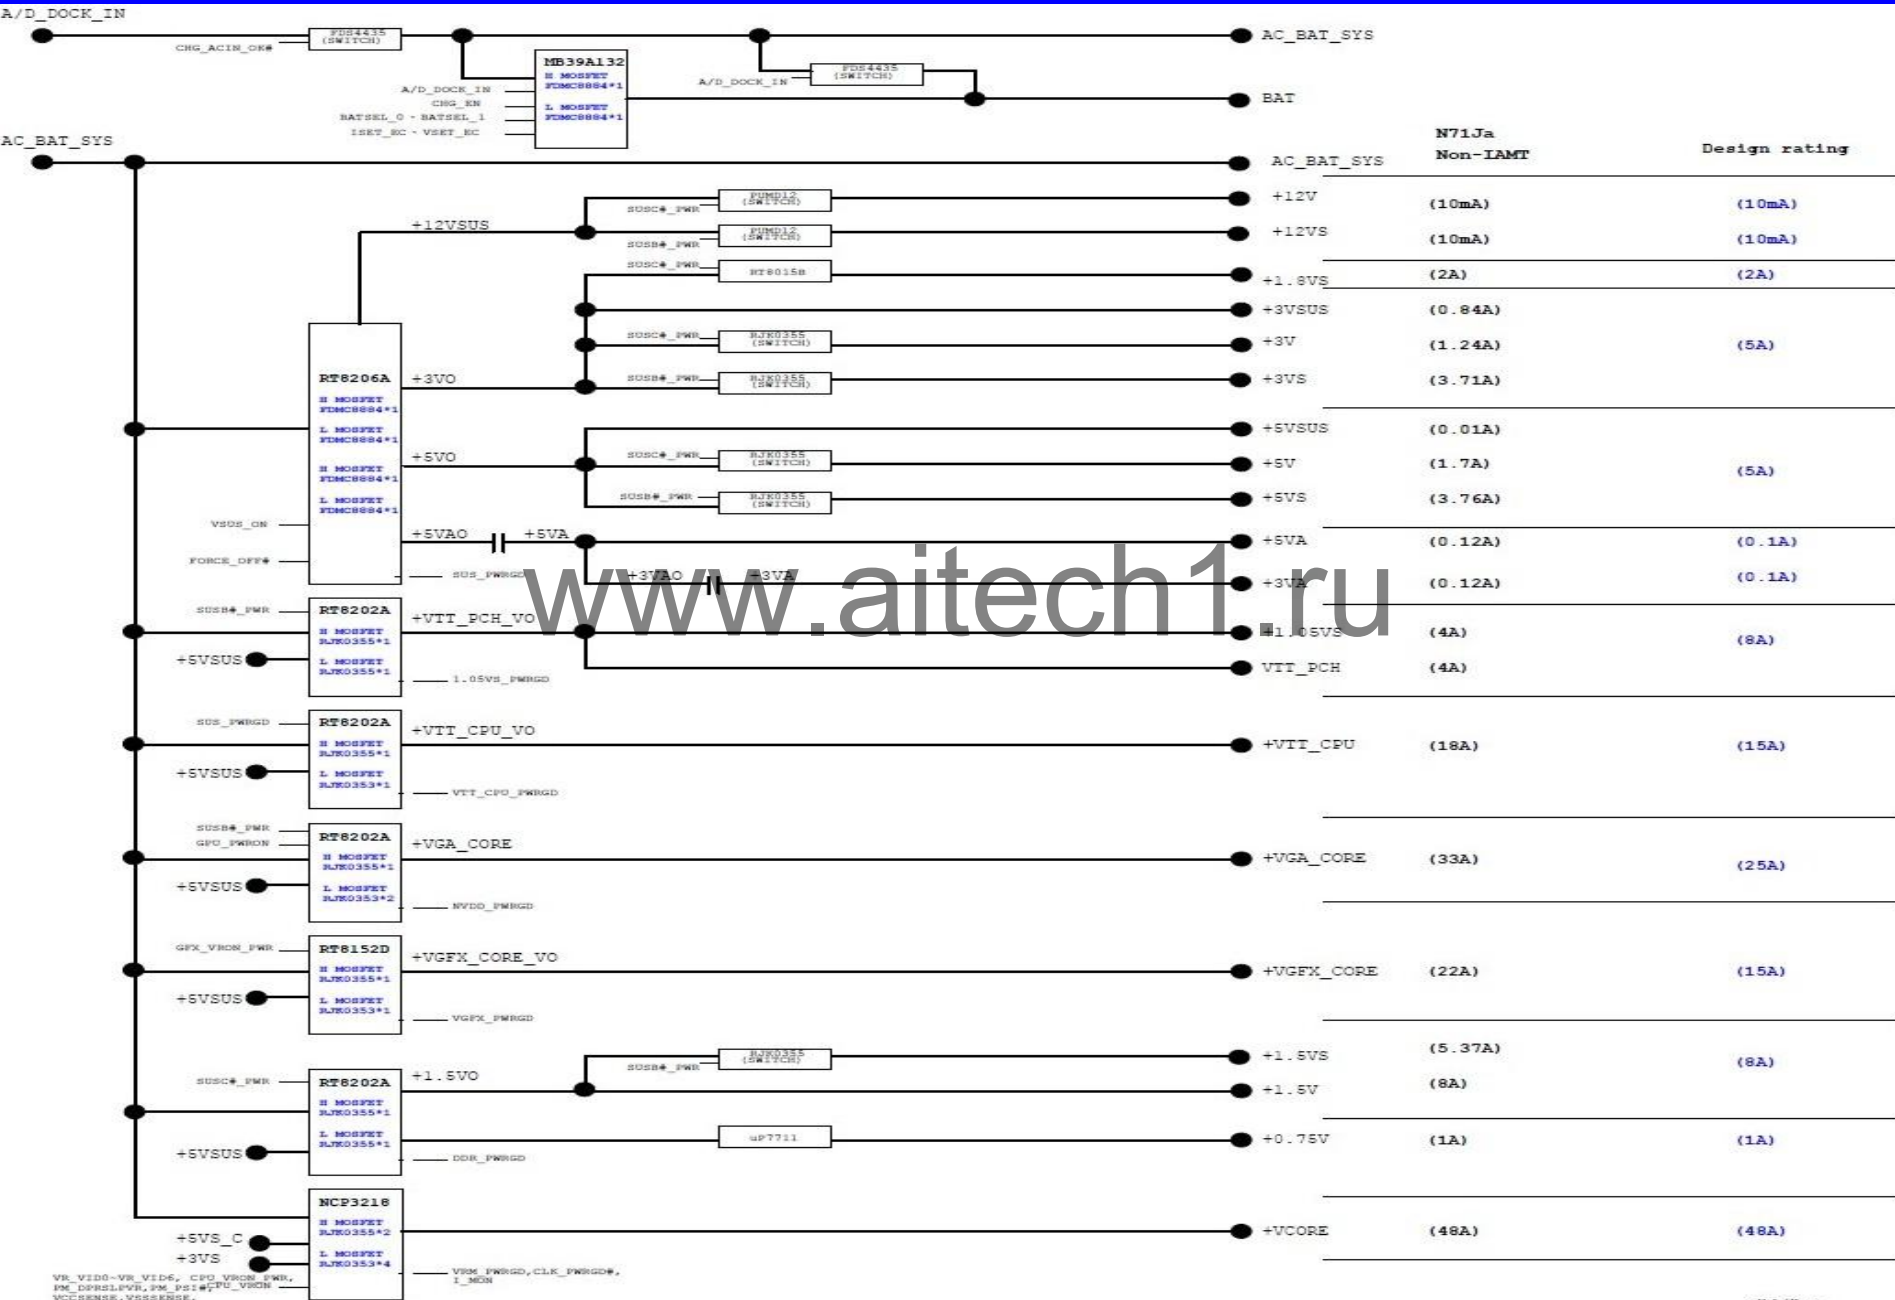 A/D_DOCK_IN
FDS4435
(SWITCH)
CHG_ACIN_OK#
AC_BAT_SYS
MB39A132
H MOSFET
FDMC8884*1
L MOSFET
FDMC8884*1
A/D_DOCK_IN
CHG_EN
BATSEL_0 - BATSEL_1
ISET_EC - VSET_EC
FDS4435
(SWITCH)
A/D_DOCK_IN
BAT
AC_BAT_SYS
AC_BAT_SYS
N71Ja
Non-IAMT
Design rating
+12VSUS
SUSC#_PWR
PUMD12
(SWITCH)
+12V
(10mA)
(10mA)
SUSB#_PWR
PUMD12
(SWITCH)
+12VS
(10mA)
(10mA)
SUSC#_PWR
RT8015B
+1.8VS
(2A)
(2A)
+3VSUS
(0.84A)
SUSC#_PWR
RJK0355
(SWITCH)
+3V
(1.24A)
(5A)
RT8206A
+3VO
SUSB#_PWR
RJK0355
(SWITCH)
+3VS
(3.71A)
H MOSFET
FDMC8884*1
L MOSFET
FDMC8884*1
+5VSUS
(0.01A)
+5VO
SUSC#_PWR
RJK0355
(SWITCH)
+5V
(1.7A)
(5A)
H MOSFET
FDMC8884*1
L MOSFET
FDMC8884*1
SUSB#_PWR
RJK0355
(SWITCH)
+5VS
(3.76A)
VSUS_ON
+5VAO
+5VA
+5VA
(0.12A)
(0.1A)
FORCE_OFF#
SUS_PWRGD
+3VAO
+3VA
+3VA
(0.12A)
(0.1A)
www.aitech1.ru
SUSB#_PWR
RT8202A
H MOSFET
RJK0355*1
L MOSFET
RJK0355*1
+VTT_PCH_VO
+1.05VS
(4A)
(8A)
+5VSUS
1.05VS_PWRGD
VTT_PCH
(4A)
SUS_PWRGD
RT8202A
H MOSFET
RJK0355*1
L MOSFET
RJK0353*1
+VTT_CPU_VO
+VTT_CPU
(18A)
(15A)
+5VSUS
VTT_CPU_PWRGD
SUSB#_PWR
GPU_PWRON
RT8202A
H MOSFET
RJK0355*1
L MOSFET
RJK0353*2
+VGA_CORE
+VGA_CORE
(33A)
(25A)
+5VSUS
NVDD_PWRGD
GFX_VRON_PWR
RT8152D
H MOSFET
RJK0355*1
L MOSFET
RJK0353*1
+VGFX_CORE_VO
+VGFX_CORE
(22A)
(15A)
+5VSUS
VGFX_PWRGD
SUSC#_PWR
RT8202A
H MOSFET
RJK0355*1
L MOSFET
RJK0355*1
+1.5VO
SUSB#_PWR
RJK0355
(SWITCH)
+1.5VS
(5.37A)
(8A)
+1.5V
(8A)
uP7711
+0.75V
(1A)
(1A)
+5VSUS
DDR_PWRGD
NCP3218
H MOSFET
RJK0355*2
L MOSFET
RJK0353*4
+VCORE
(48A)
(48A)
+5VS_C
+3VS
VR_VID0~VR_VID6, CPU_VRON_PWR,
PM_DPRSLPVR,PM_PSI#,CPU_VRON
VCCSENSE,VSSSENSE,
VRM_PWRGD,CLK_PWRGD#,
I_MON